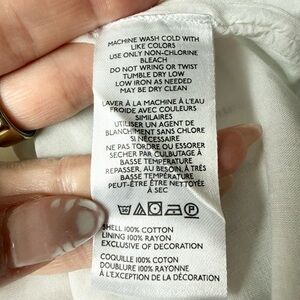 MACHINE WASH COLD WITH
LIKE COLORS
USE ONLY NON-CHLORINE
BLEACH
DO NOT WRING OR TWIST
TUMBLE DRY LOW
LOW IRON AS NEEDED
MAY BE DRY CLEAN
LAVER À LA MACHINE À L'EAU
FROIDE AVEC COULEURS
SIMILAIRES
UTILISER UN AGENT DE
BLANCHIMENT SANS CHLORE
SI NÉCESSAIRE
NE PAS TORDRE OU ESSORER
SECHER PAR CULBUTAGE À
BASSE TEMPÉRATURE
REPASSER, AU BESOIN, À TRÈS
BASSE TEMPÉRATURE
PEUT-ÊTRE ÊTRE NETTOYÉE
À SEC
SHELL 100% COTTON
LINING 100% RAYON
EXCLUSIVE OF DECORATION
COQUILLE 100% COTON
DOUBLURE 100% RAYONNE
À L'EXCEPTION DE LA DÉCORATION